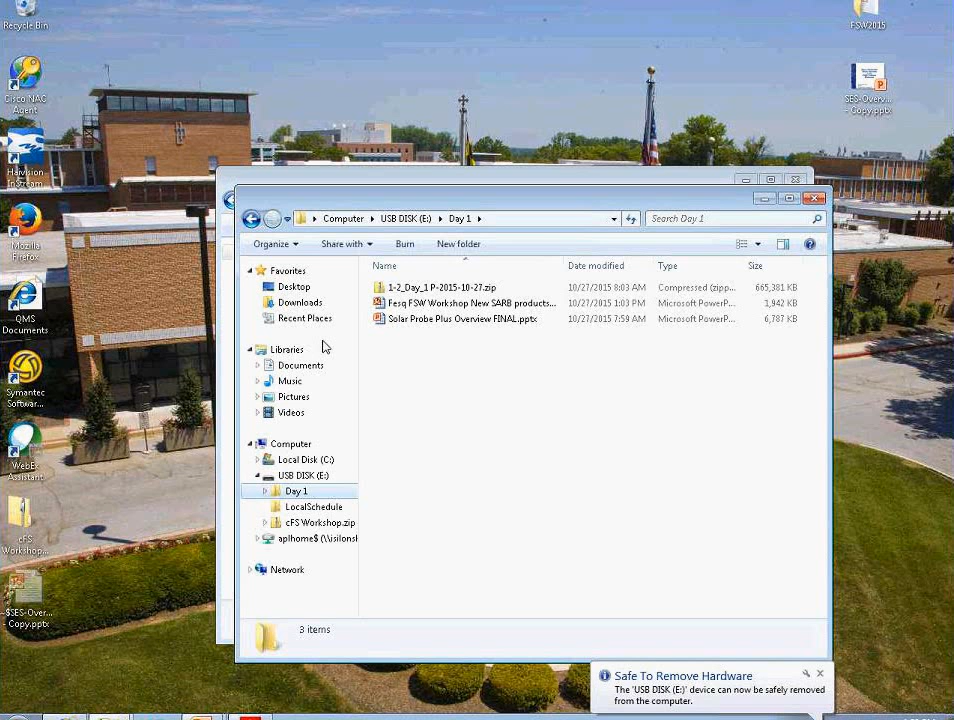 Recycle Bin
Cisco NAC
Agent
Haivision
InStream
Mozilla
Firefox
QMS
Documents
Symantec
Softwar...
WebEx
Assistant
cFS
Workshop...
~$SES-Over...
- Copy.pptx
FSW2015
SES-Overv...
- Copy.pptx
Computer
USB DISK (E:)
Day 1
Search Day 1
Organize
Share with
Burn
New folder
Favorites
Desktop
Downloads
Recent Places
Libraries
Documents
Music
Pictures
Videos
Computer
Local Disk (C:)
USB DISK (E:)
Day 1
LocalSchedule
cFS Workshop.zip
Network
Name Date modified Type Size
1-2_Day_1 P-2015-10-27.zip 10/27/2015 8:03 AM Compressed (zipp... 665,381 KB
Fesq FSW Workshop New SARB products... 10/27/2015 1:03 PM Microsoft PowerP... 1,942 KB
Solar Probe Plus Overview FINAL.pptx 10/27/2015 7:59 AM Microsoft PowerP... 6,787 KB
3 items
Safe To Remove Hardware
The 'USB DISK (E:)' device can now be safely removed
from the computer.